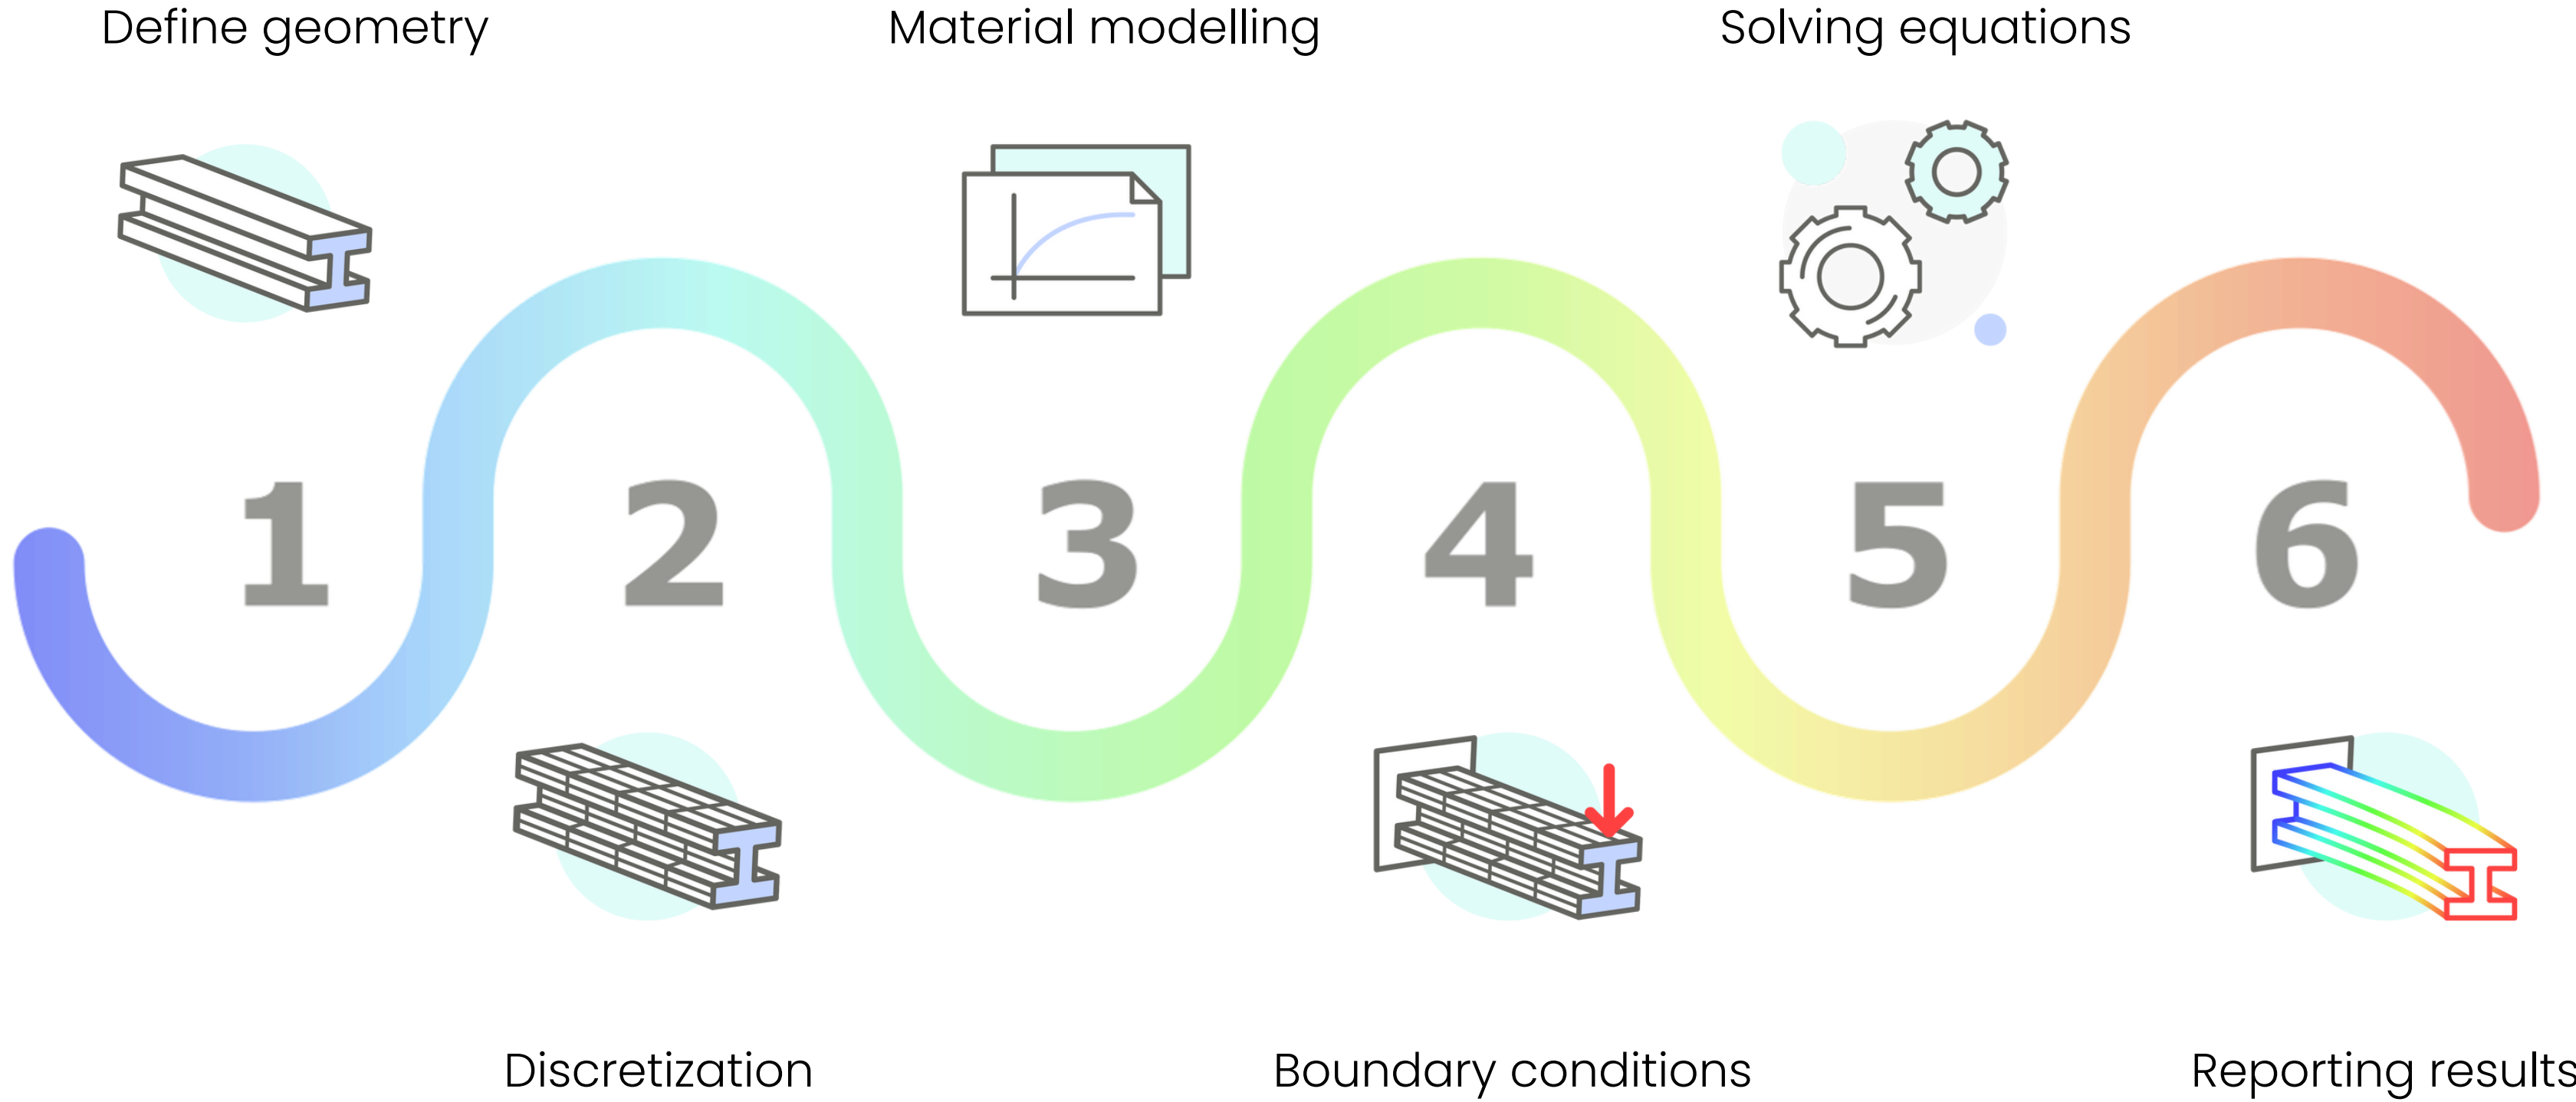 Define geometry
Material modelling
Solving equations
1
2
3
4
5
6
Discretization
Boundary conditions
Reporting results